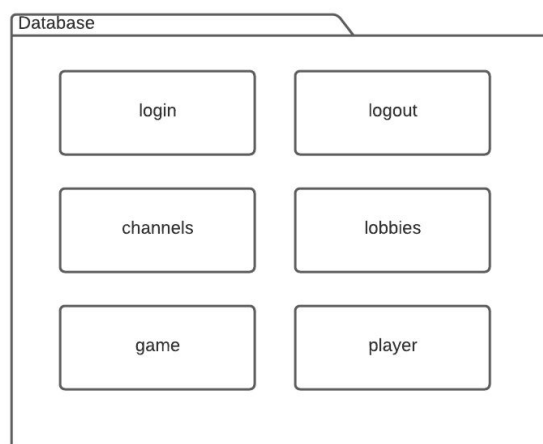 Database
login
logout
channels
lobbies
game
player